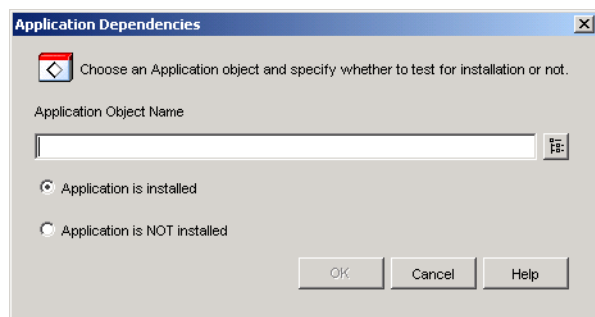 Application Dependencies
Choose an Application object and specify whether to test for installation or not.
Application Object Name
Application is installed
Application is NOT installed
OK Cancel Help